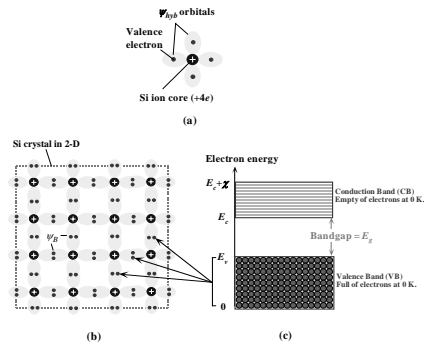 ψhyb orbitals
Valence
electron
Si ion core (+4e)
(a)
Si crystal in 2-D
ψB
(b)
Electron energy
Ec+χ
Conduction Band (CB)
Empty of electrons at 0 K.
Ec
Bandgap = Eg
Ev
Valence Band (VB)
Full of electrons at 0 K.
0
(c)